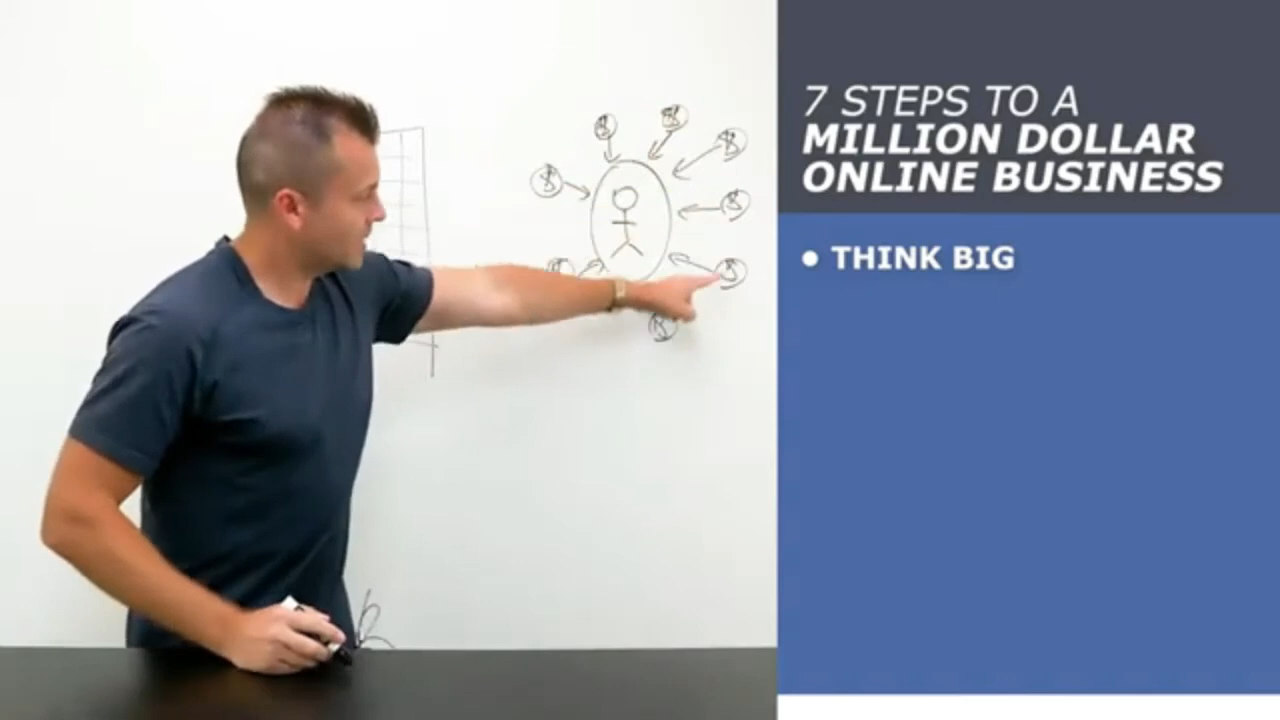 7 STEPS TO A
MILLION DOLLAR
ONLINE BUSINESS
• THINK BIG